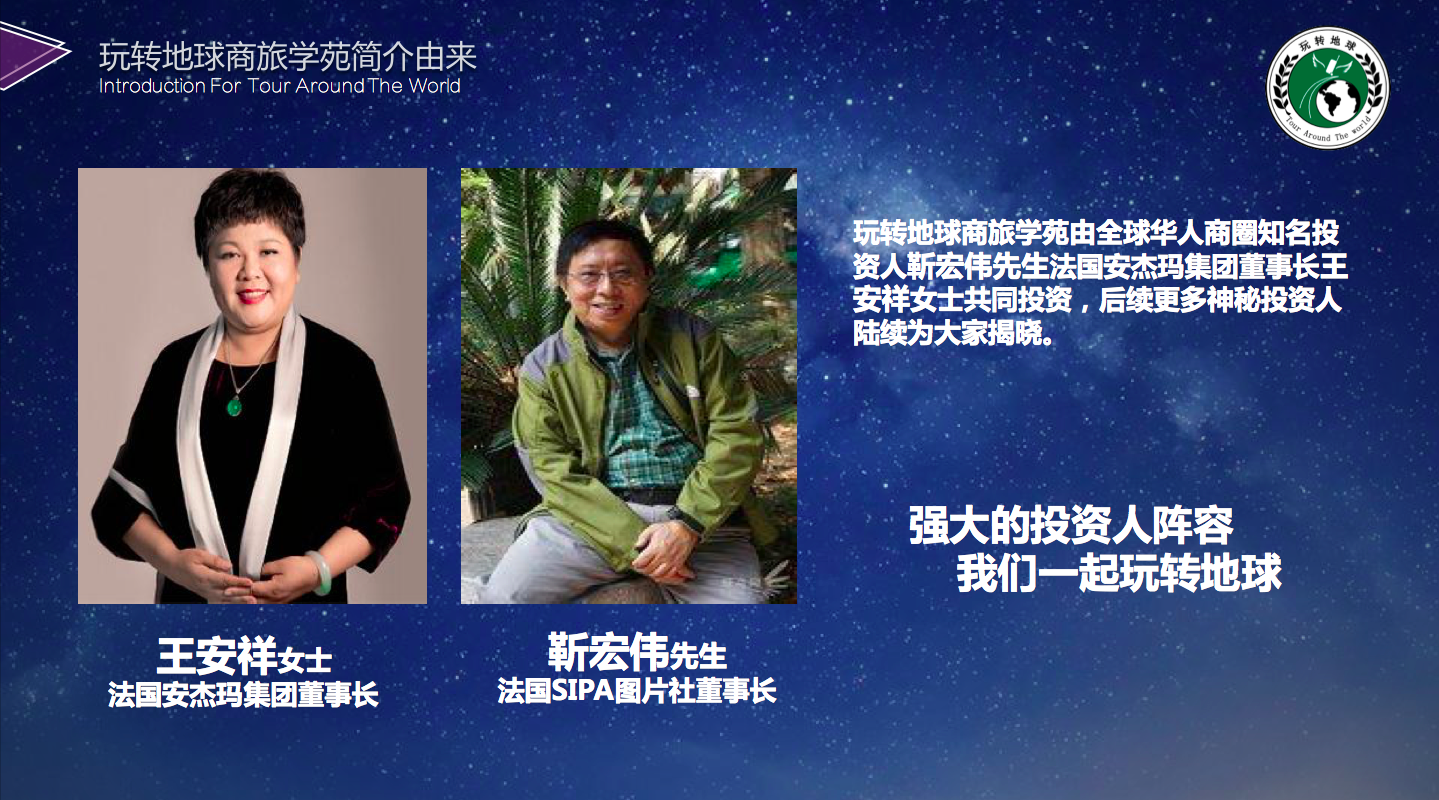 玩转地球商旅学苑简介由来
Introduction For Tour Around The World
玩转地球
Tour Around The world
玩转地球商旅学苑由全球华人商圈知名投
资人靳宏伟先生法国安杰玛集团董事长王
安祥女士共同投资，后续更多神秘投资人
陆续为大家揭晓。
强大的投资人阵容
我们一起玩转地球
王安祥女士
法国安杰玛集团董事长
靳宏伟先生
法国SIPA图片社董事长